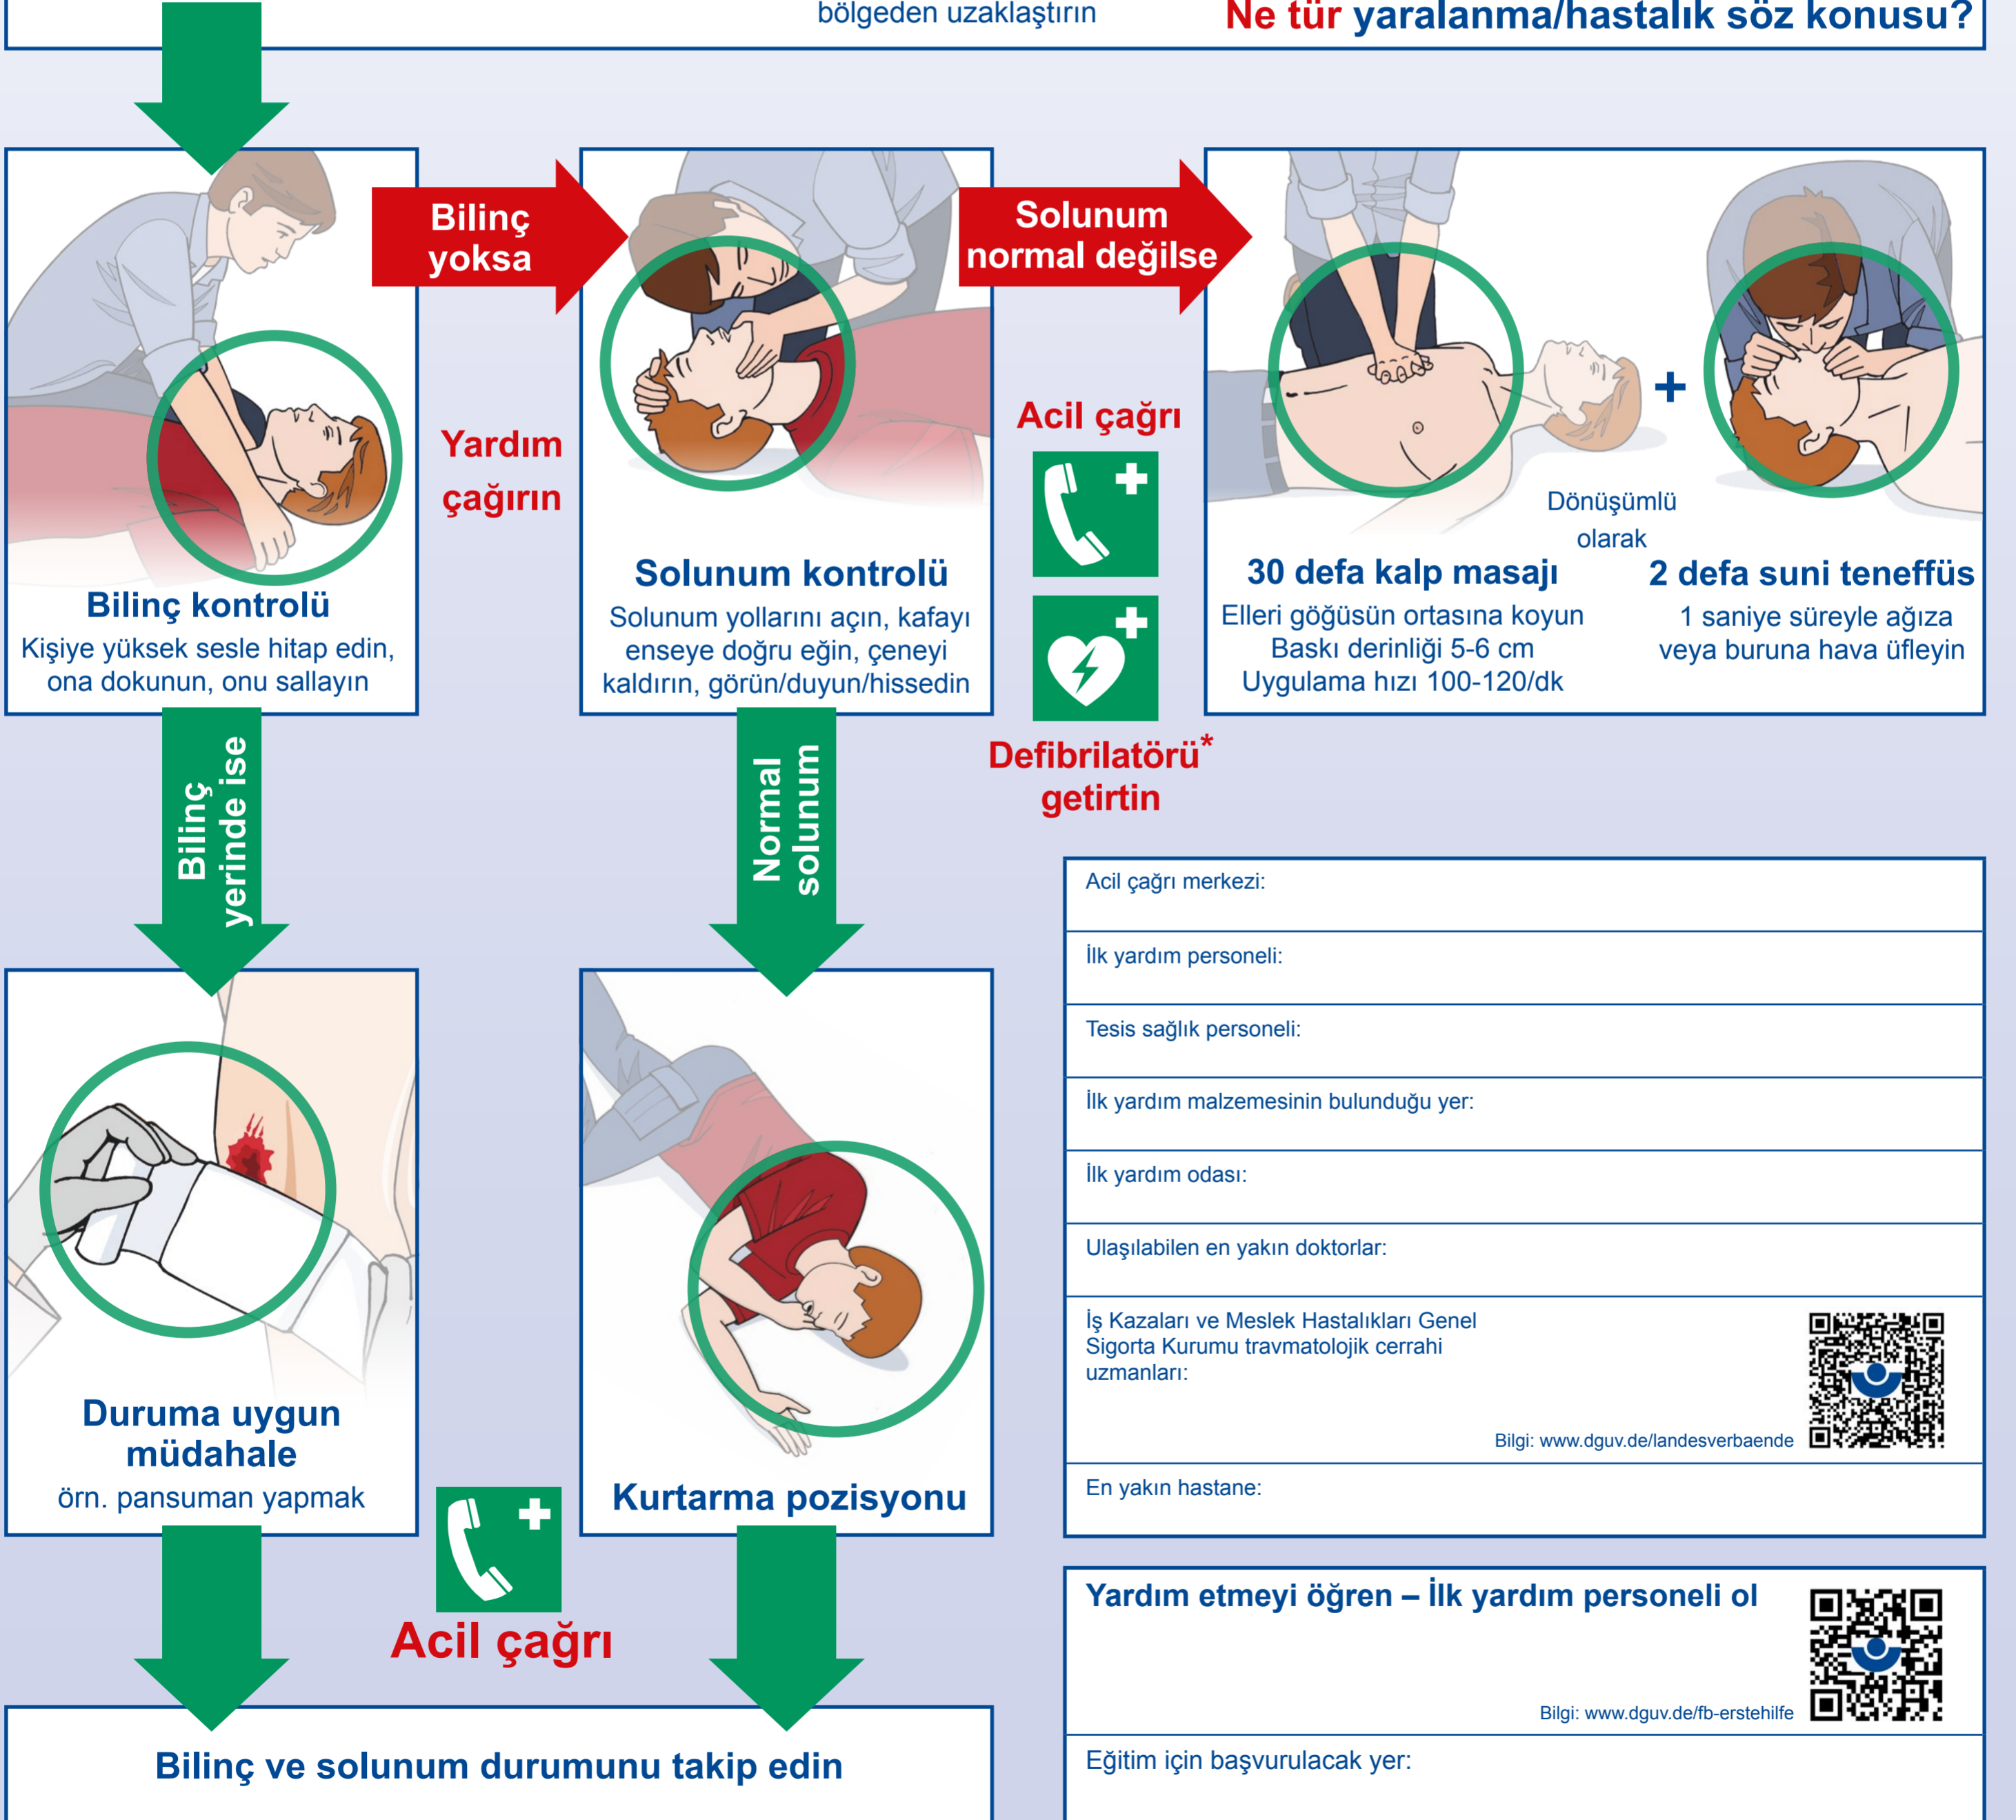 bölgeden uzaklaştırın
Ne tür yaralanma/hastalık söz konusu?
Bilinç
yoksa
Yardım
çağırın
Bilinç kontrolü
Kişiye yüksek sesle hitap edin,
ona dokunun, onu sallayın
Solunum
normal değilse
Solunum kontrolü
Solunum yollarını açın, kafayı
enseye doğru eğin, çeneyi
kaldırın, görün/duyun/hissedin
Acil çağrı
Defibrilatörü*
getirtin
+
Dönüşümlü
olarak
30 defa kalp masajı
Elleri göğüsün ortasına koyun
Baskı derinliği 5-6 cm
Uygulama hızı 100-120/dk
2 defa suni teneffüs
1 saniye süreyle ağıza
veya buruna hava üfleyin
Bilinç
yerinde ise
Normal
solunum
Duruma uygun
müdahale
örn. pansuman yapmak
Kurtarma pozisyonu
Acil çağrı
Bilinç ve solunum durumunu takip edin
Acil çağrı merkezi:
İlk yardım personeli:
Tesis sağlık personeli:
İlk yardım malzemesinin bulunduğu yer:
İlk yardım odası:
Ulaşılabilen en yakın doktorlar:
İş Kazaları ve Meslek Hastalıkları Genel
Sigorta Kurumu travmatolojik cerrahi
uzmanları:
Bilgi: www.dguv.de/landesverbaende
En yakın hastane:
Yardım etmeyi öğren – İlk yardım personeli ol
Bilgi: www.dguv.de/fb-erstehilfe
Eğitim için başvurulacak yer: